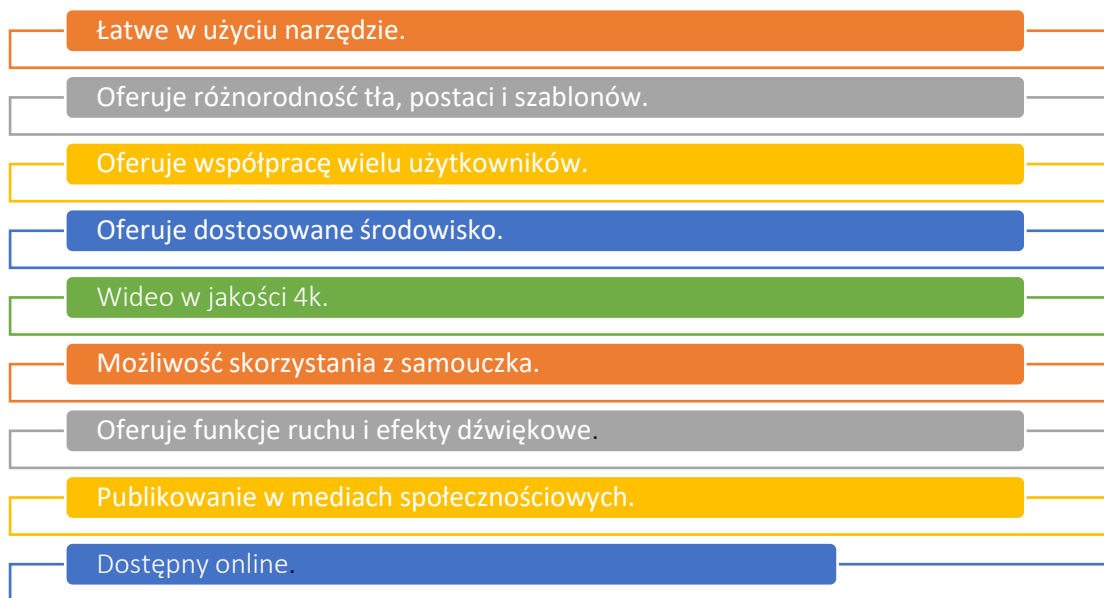 Łatwe w użyciu narzędzie.
Oferuje różnorodność tła, postaci i szablonów.
Oferuje współpracę wielu użytkowników.
Oferuje dostosowane środowisko.
Wideo w jakości 4k.
Możliwość skorzystania z samouczka.
Oferuje funkcje ruchu i efekty dźwiękowe.
Publikowanie w mediach społecznościowych.
Dostępny online.